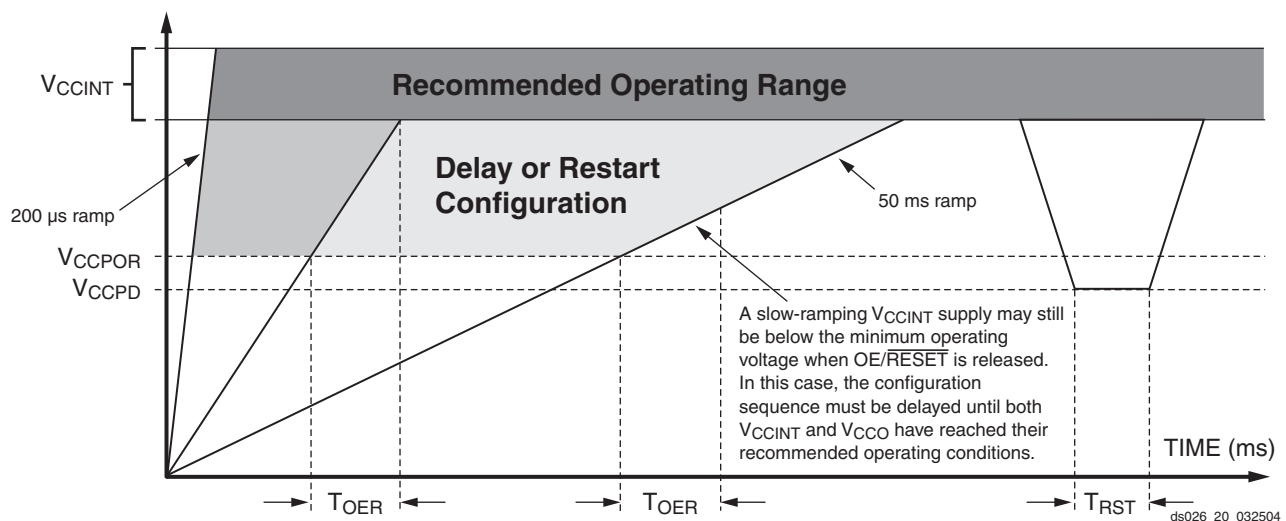 VCCINT
Recommended Operating Range
Delay or Restart
Configuration
200 µs ramp
50 ms ramp
VCCPOR
VCCPD
A slow-ramping VCCINT supply may still
be below the minimum operating
voltage when OE/RESET is released.
In this case, the configuration
sequence must be delayed until both
VCCINT and VCCO have reached their
recommended operating conditions.
TIME (ms)
TOER
TOER
TRST
ds026_20_032504